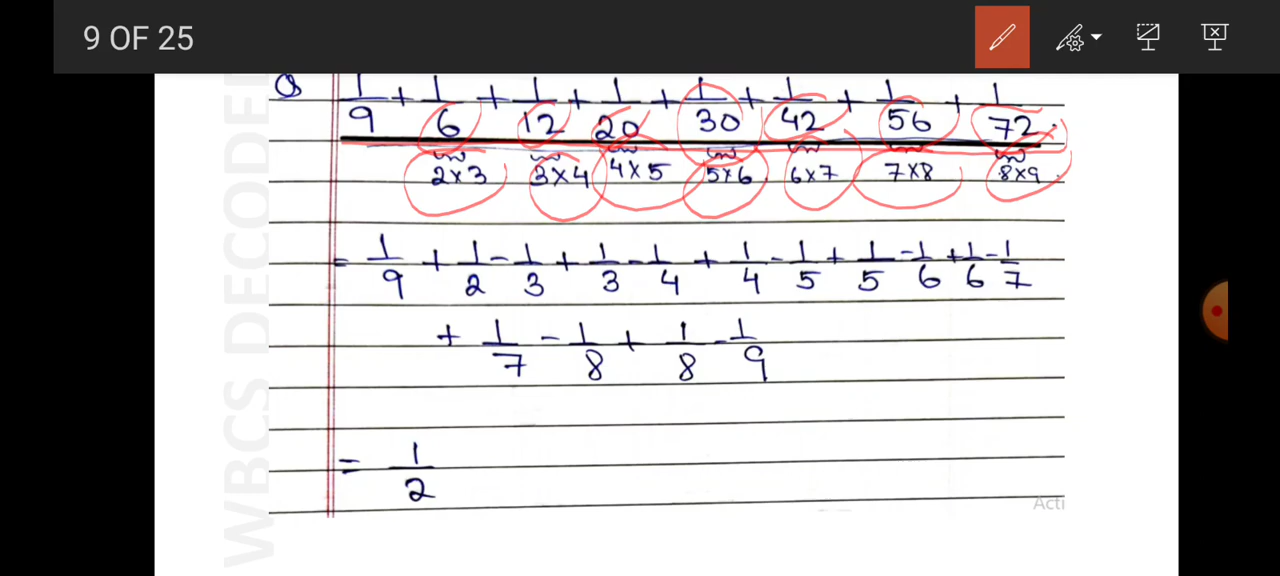 9 OF 25
Q 1/9 + 1/6 + 1/12 + 1/20 + 1/30 + 1/42 + 1/56 + 1/72
2×3 3×4 4×5 5×6 6×7 7×8 8×9
= 1/9 + 1/2 - 1/3 + 1/3 - 1/4 + 1/4 - 1/5 + 1/5 - 1/6 + 1/6 - 1/7
+ 1/7 - 1/8 + 1/8 - 1/9
= 1/2
WBCS DECODE
Acti